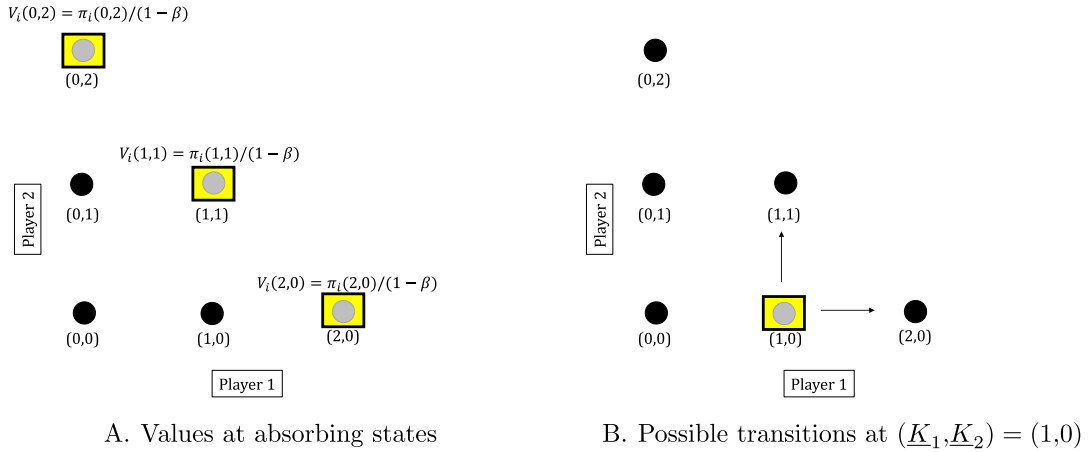 V_i(0,2) = π_i(0,2)/(1 − β)
(0,2)
V_i(1,1) = π_i(1,1)/(1 − β)
Player 2
(0,1)
(1,1)
V_i(2,0) = π_i(2,0)/(1 − β)
(0,0)
(1,0)
(2,0)
Player 1
A. Values at absorbing states
(0,2)
Player 2
(0,1)
(1,1)
(0,0)
(1,0)
(2,0)
Player 1
B. Possible transitions at (K̲₁,K̲₂) = (1,0)